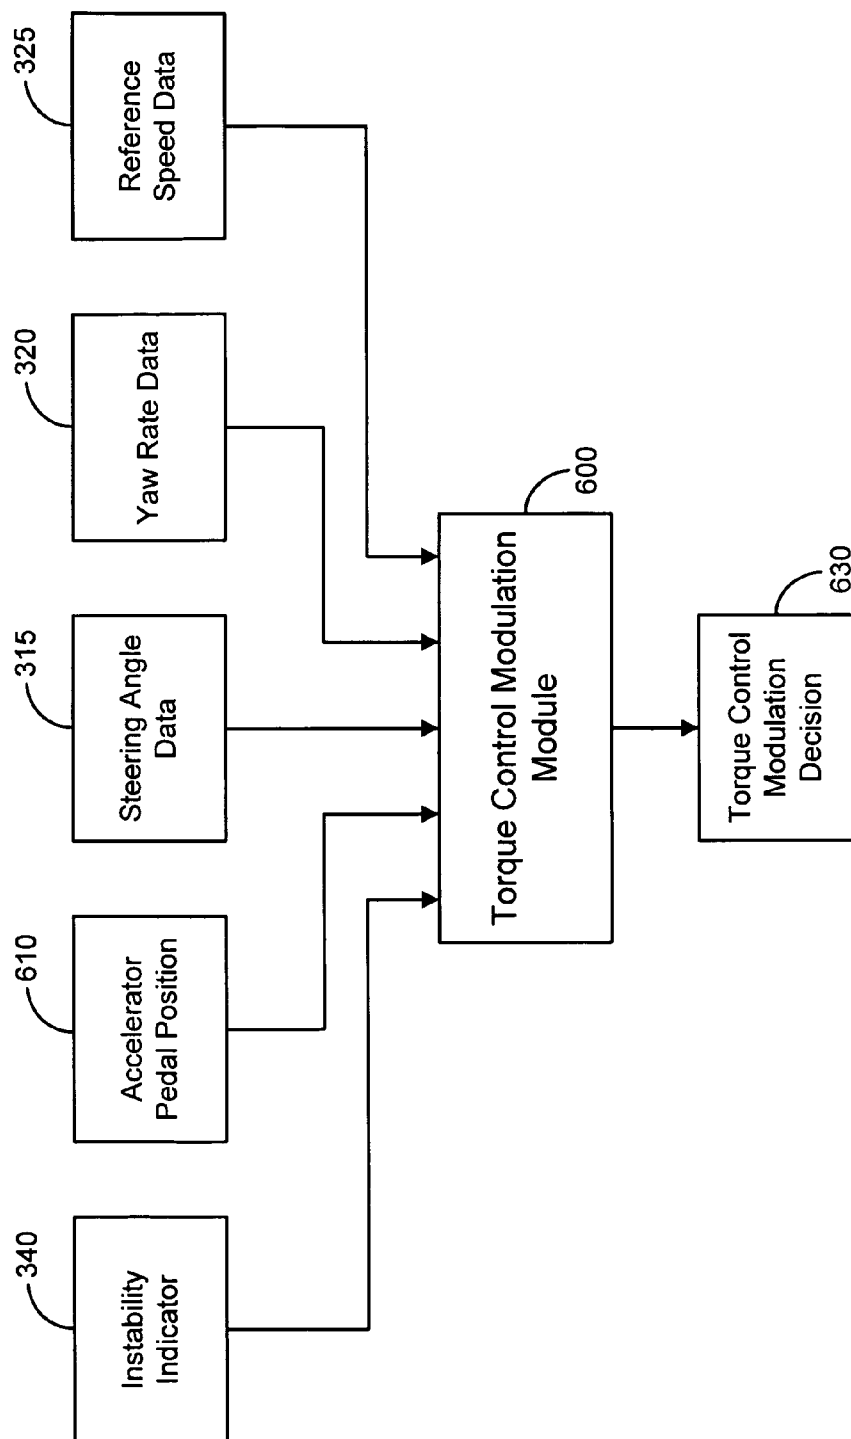 340
Instability
Indicator
610
Accelerator
Pedal Position
315
Steering Angle
Data
320
Yaw Rate Data
325
Reference
Speed Data
600
Torque Control Modulation
Module
630
Torque Control
Modulation
Decision